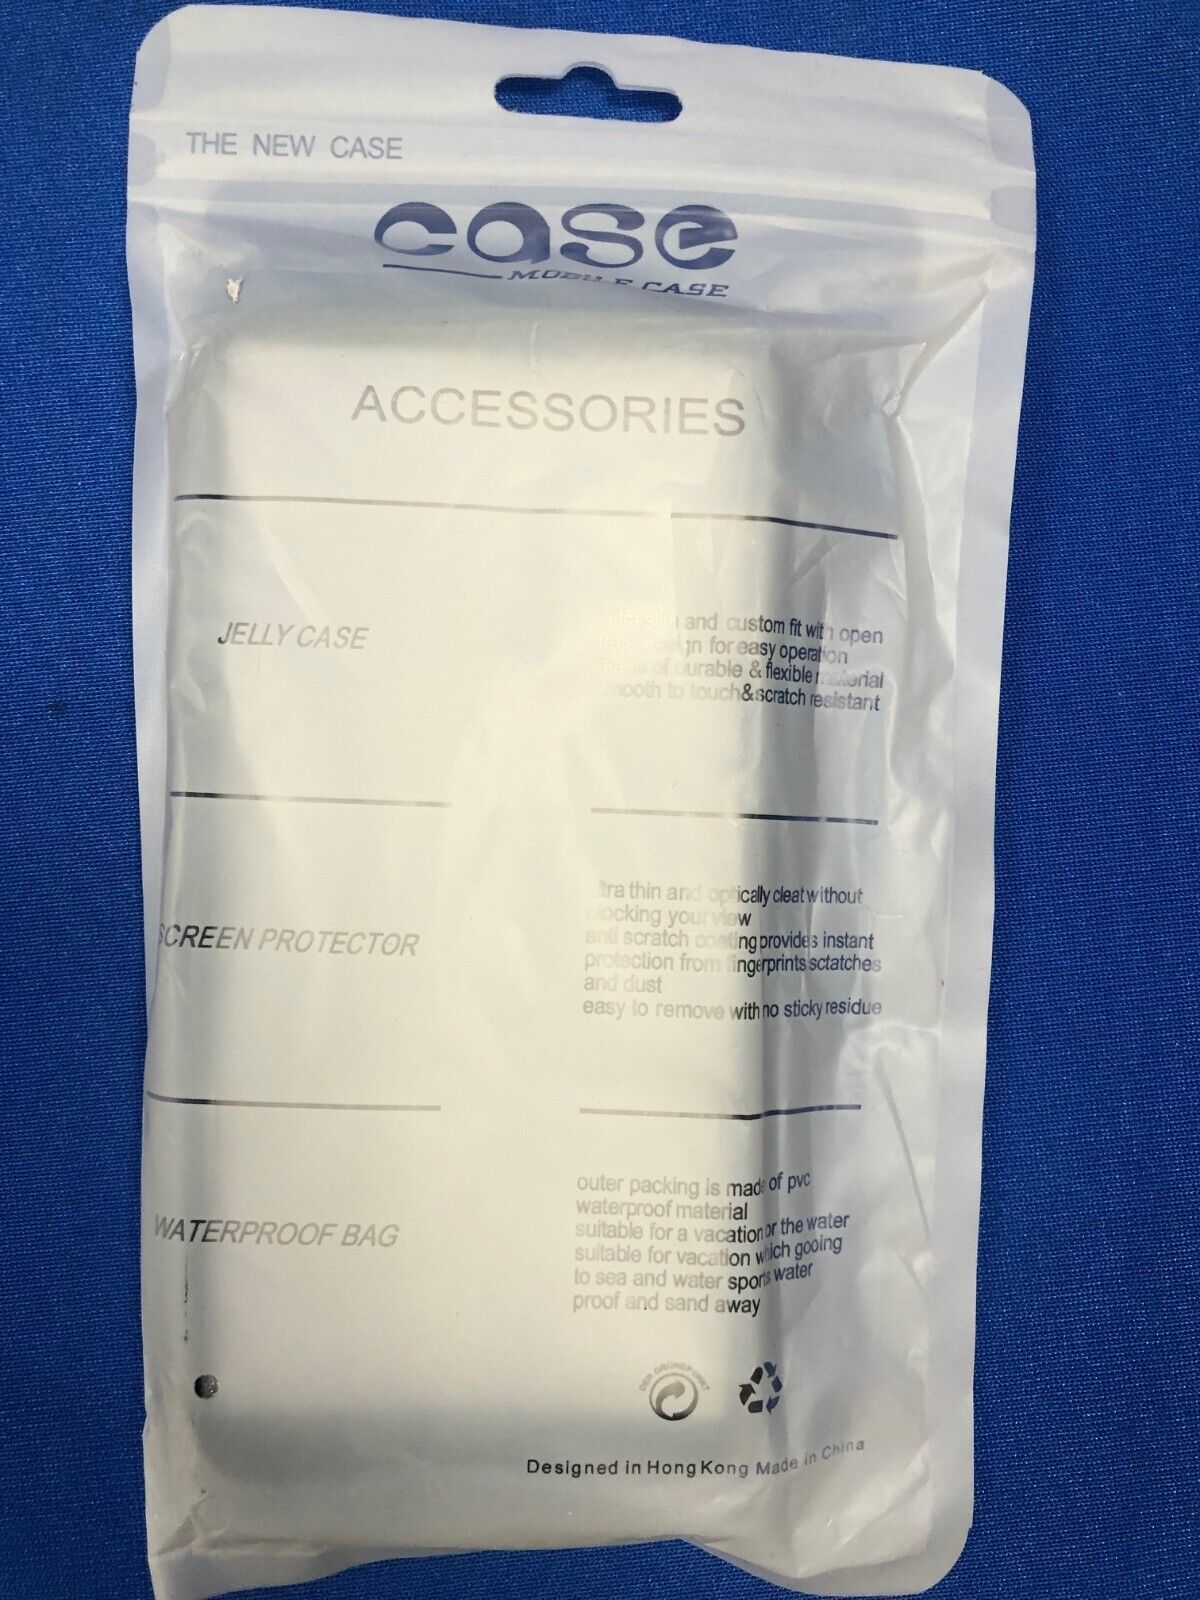 THE NEW CASE
case
MOBILE CASE
ACCESSORIES
JELLY CASE
Ultra slim and custom fit with open
face design for easy operation
made of durable & flexible material
smooth to touch&scratch resistant
SCREEN PROTECTOR
ultra thin and optically cleat without
blocking your view
anti scratch coating provides instant
protection from fingerprints sctatches
and dust
easy to remove with no sticky residue
WATERPROOF BAG
outer packing is made of pvc
waterproof material
suitable for a vacation or the water
suitable for vacation which gooing
to sea and water sports water
proof and sand away
DER GRÜNEPUNKT
Designed in Hong Kong Made in China